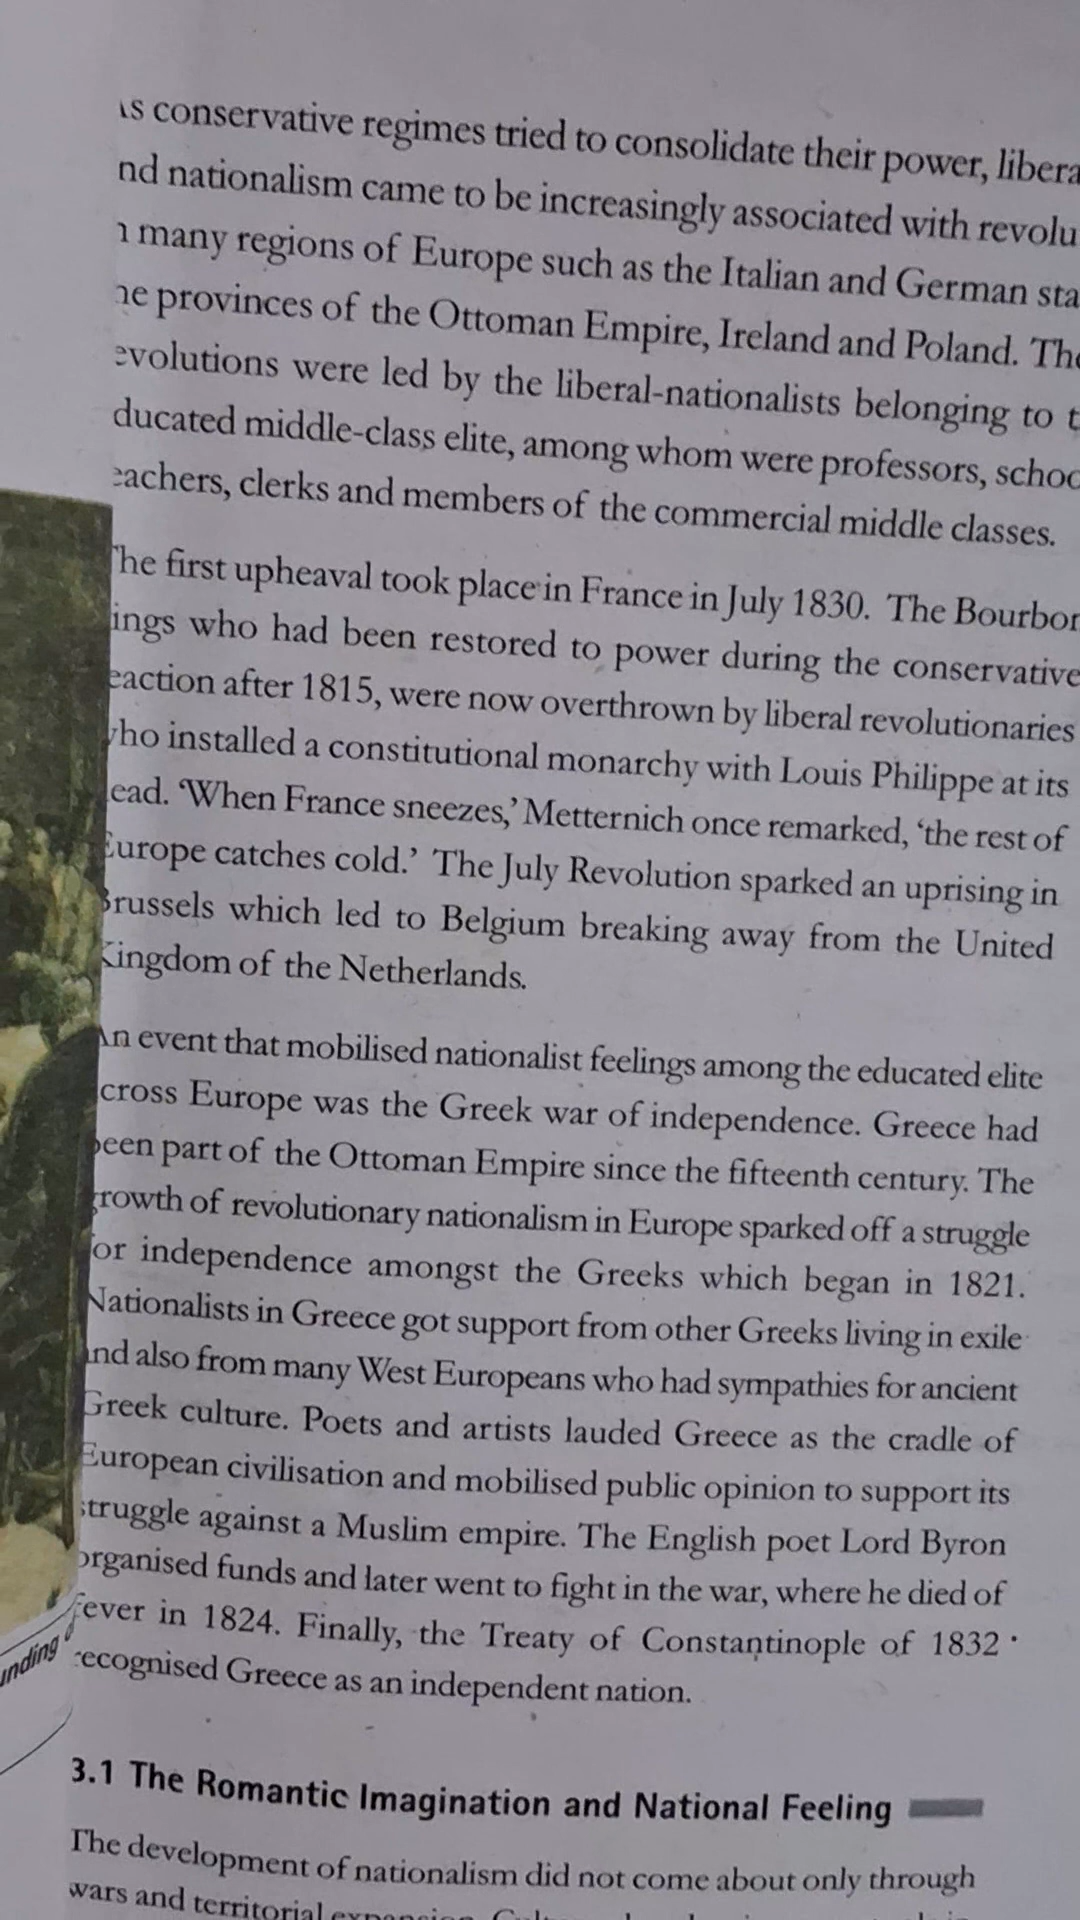 s conservative regimes tried to consolidate their power, libera
nd nationalism came to be increasingly associated with revolu
many regions of Europe such as the Italian and German sta
he provinces of the Ottoman Empire, Ireland and Poland. The
evolutions were led by the liberal-nationalists belonging to t
ducated middle-class elite, among whom were professors, schoo
eachers, clerks and members of the commercial middle classes.
The first upheaval took place in France in July 1830. The Bourbon
ings who had been restored to power during the conservative
eaction after 1815, were now overthrown by liberal revolutionaries
who installed a constitutional monarchy with Louis Philippe at its
ead. ‘When France sneezes,’ Metternich once remarked, ‘the rest of
Europe catches cold.’ The July Revolution sparked an uprising in
Brussels which led to Belgium breaking away from the United
Kingdom of the Netherlands.
An event that mobilised nationalist feelings among the educated elite
cross Europe was the Greek war of independence. Greece had
been part of the Ottoman Empire since the fifteenth century. The
growth of revolutionary nationalism in Europe sparked off a struggle
for independence amongst the Greeks which began in 1821.
Nationalists in Greece got support from other Greeks living in exile
and also from many West Europeans who had sympathies for ancient
Greek culture. Poets and artists lauded Greece as the cradle of
European civilisation and mobilised public opinion to support its
struggle against a Muslim empire. The English poet Lord Byron
organised funds and later went to fight in the war, where he died of
fever in 1824. Finally, the Treaty of Constantinople of 1832
recognised Greece as an independent nation.
unding
3.1 The Romantic Imagination and National Feeling
The development of nationalism did not come about only through
wars and territorial expansion.